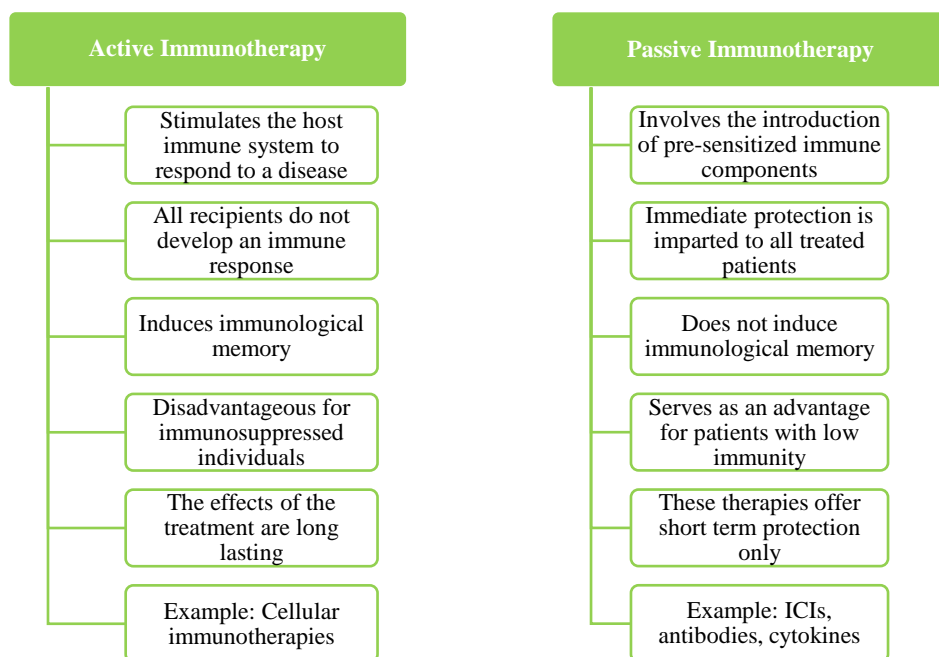 Active Immunotherapy
Stimulates the host
immune system to
respond to a disease
All recipients do not
develop an immune
response
Induces immunological
memory
Disadvantageous for
immunosuppressed
individuals
The effects of the
treatment are long
lasting
Example: Cellular
immunotherapies
Passive Immunotherapy
Involves the introduction
of pre-sensitized immune
components
Immediate protection is
imparted to all treated
patients
Does not induce
immunological memory
Serves as an advantage
for patients with low
immunity
These therapies offer
short term protection
only
Example: ICIs,
antibodies, cytokines